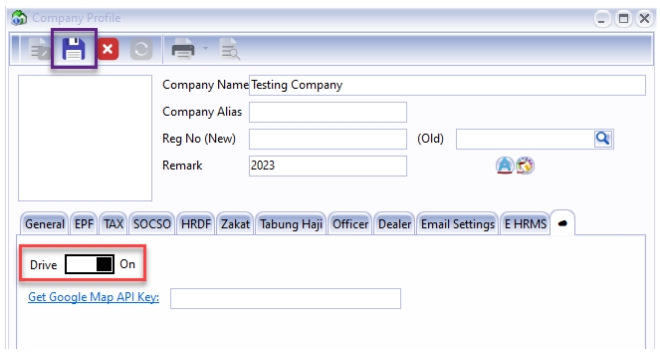 Company Profile
Company Name Testing Company
Company Alias
Reg No (New) (Old)
Remark 2023
General EPF TAX SOCSO HRDF Zakat Tabung Haji Officer Dealer Email Settings E HRMS
Drive On
Get Google Map API Key: